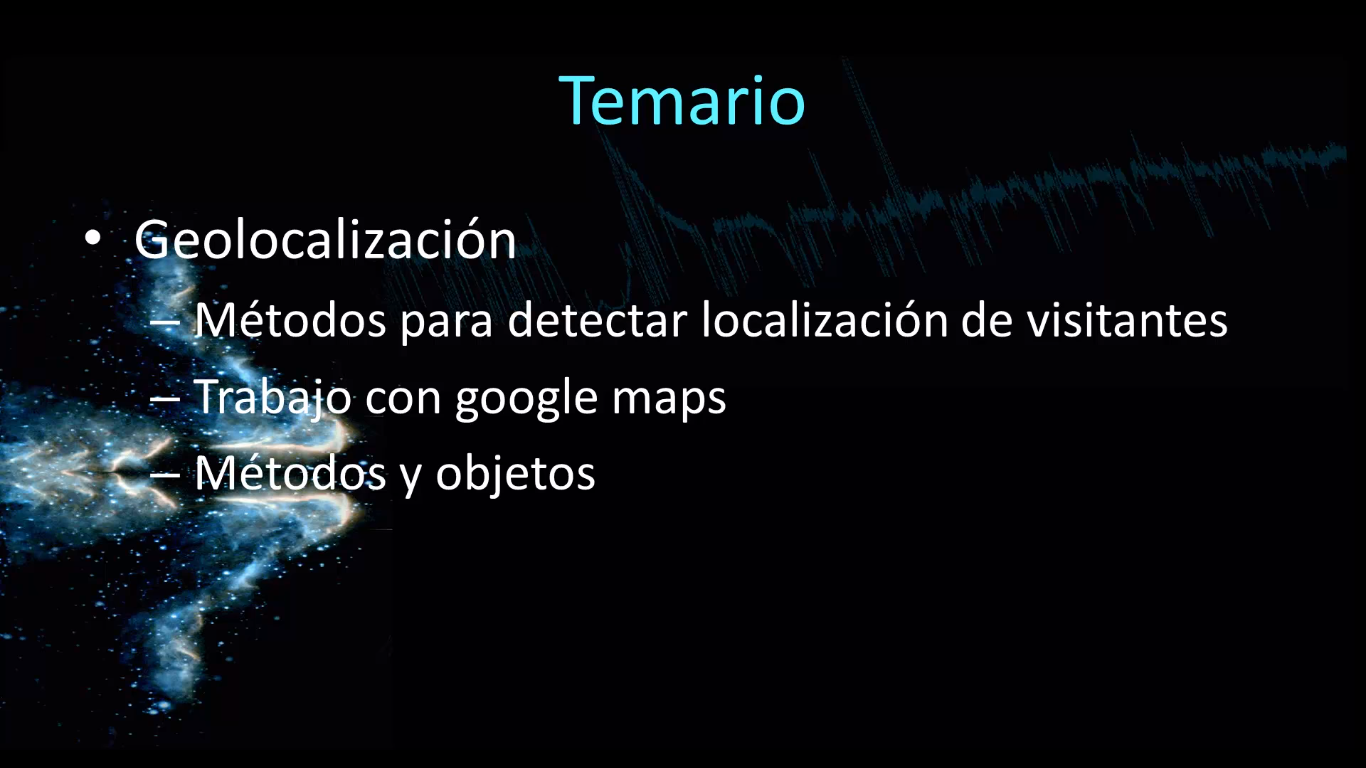 Temario
• Geolocalización
– Métodos para detectar localización de visitantes
– Trabajo con google maps
– Métodos y objetos